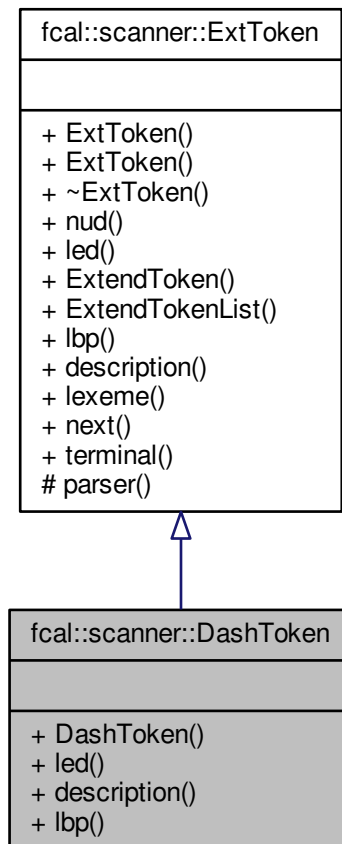 fcal::scanner::ExtToken
+ ExtToken()
+ ExtToken()
+ ~ExtToken()
+ nud()
+ led()
+ ExtendToken()
+ ExtendTokenList()
+ lbp()
+ description()
+ lexeme()
+ next()
+ terminal()
# parser()
fcal::scanner::DashToken
+ DashToken()
+ led()
+ description()
+ lbp()